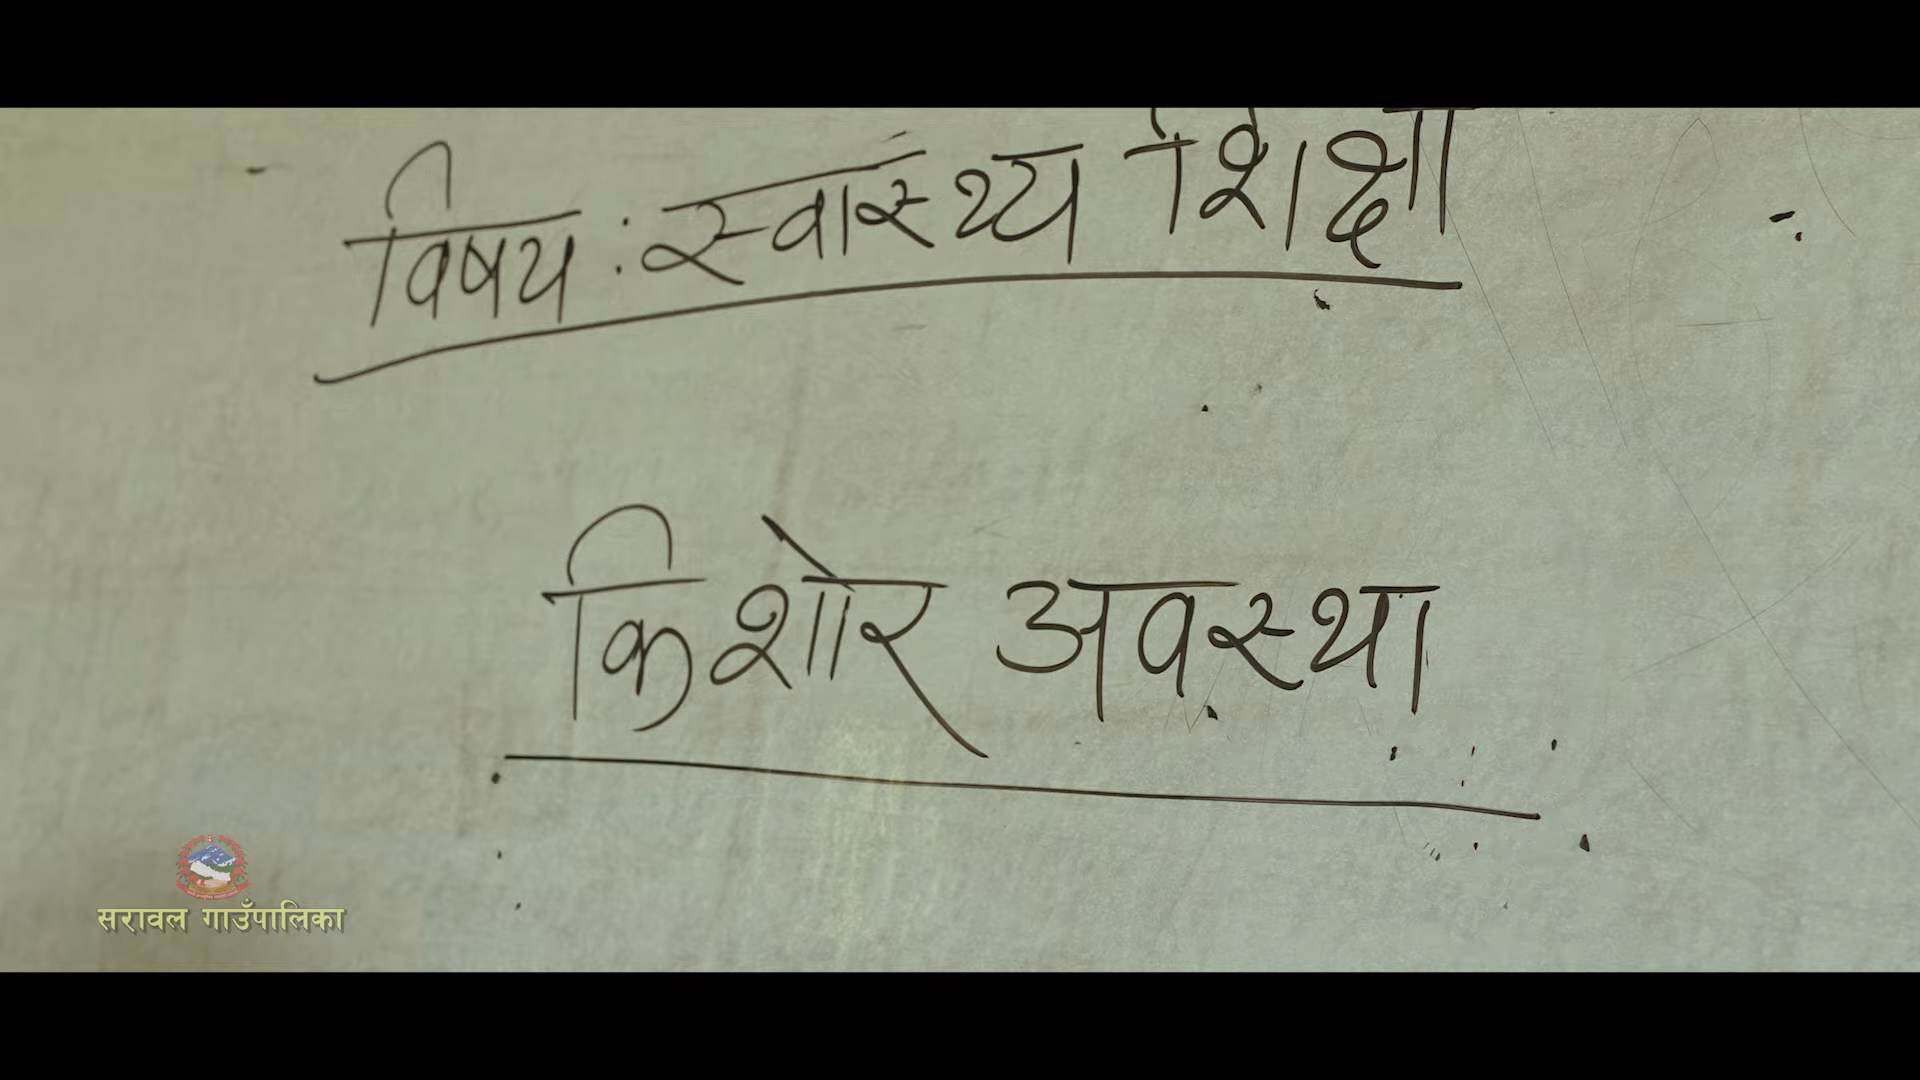 विषय : स्वास्थ्य शिक्षा
किशोर अवस्था
सरावल गाउँपालिका